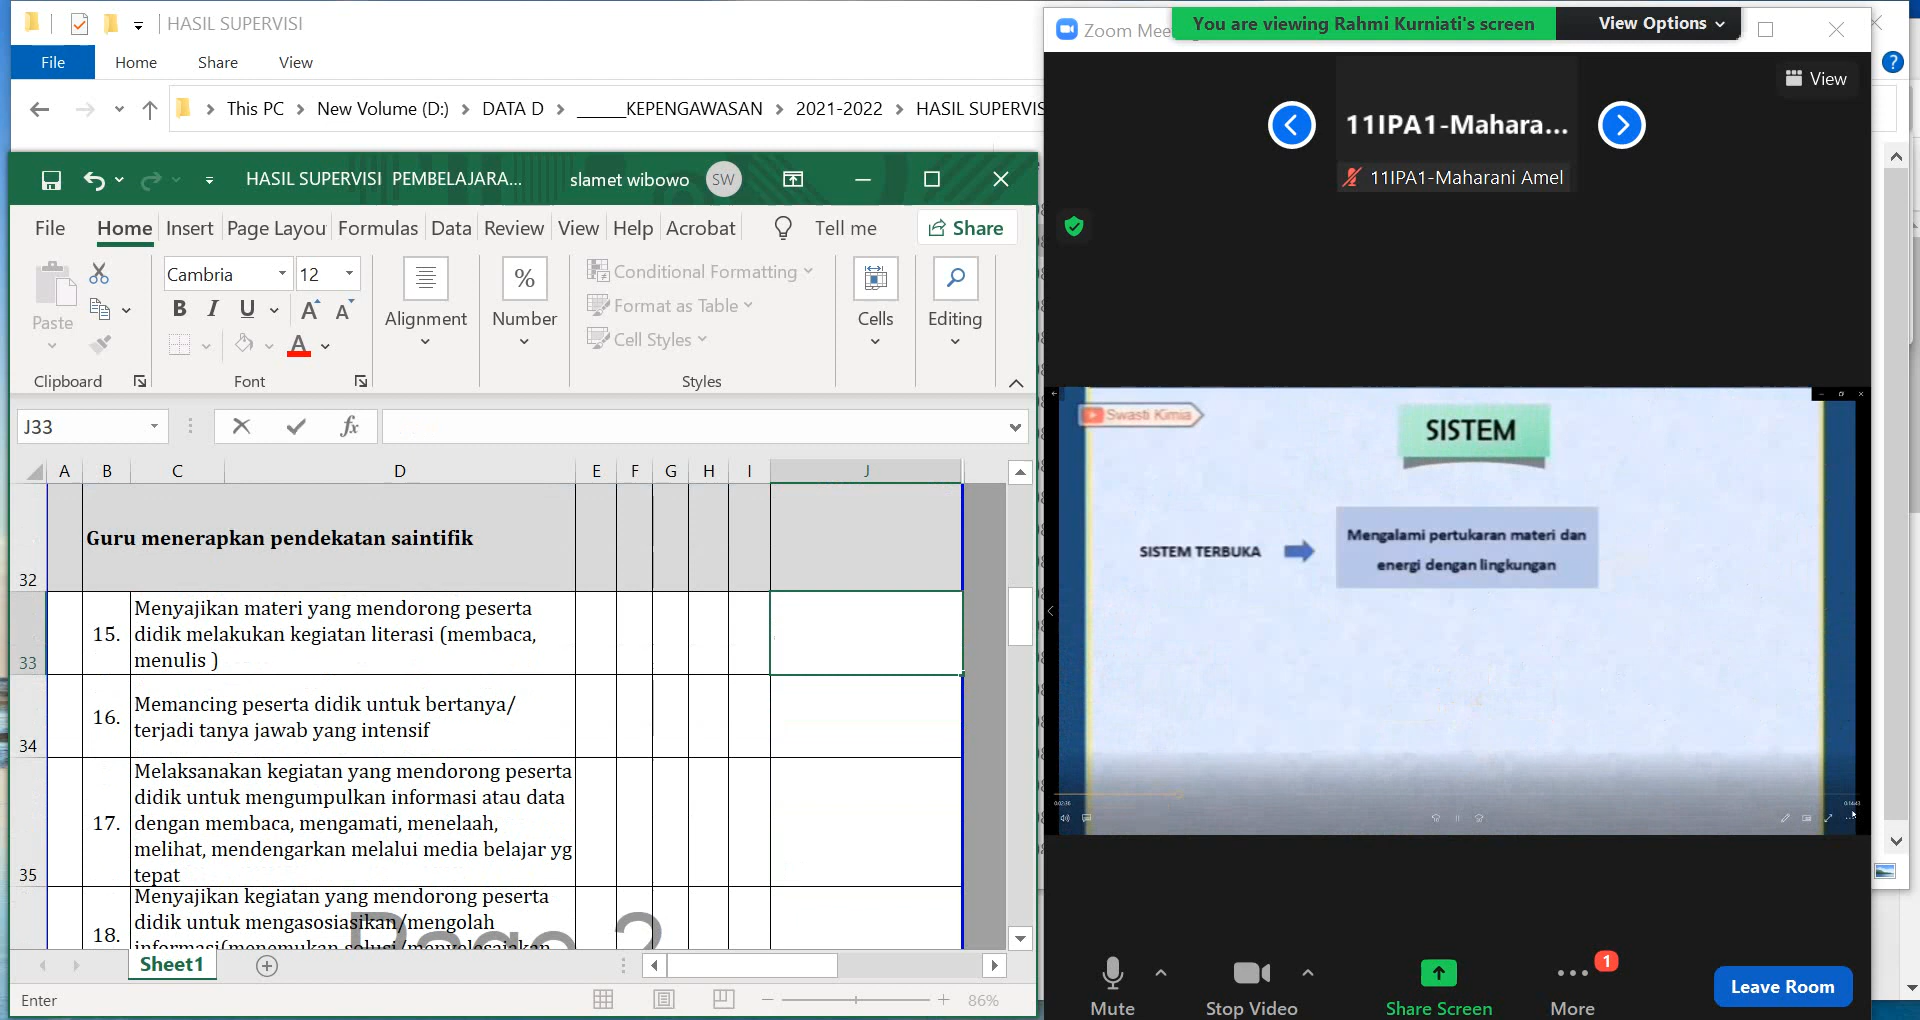 HASIL SUPERVISI
File
Home
Share
View
This PC
New Volume (D:)
DATA D
______KEPENGAWASAN
2021-2022
HASIL SUPERVIS
HASIL SUPERVISI PEMBELAJARA...
slamet wibowo
SW
File
Home
Insert
Page Layou
Formulas
Data
Review
View
Help
Acrobat
Tell me
Share
Paste
Clipboard
Cambria
12
B I U A A
A
Font
Alignment
%
Number
Conditional Formatting
Format as Table
Cell Styles
Styles
Cells
Editing
J33
fx
A B C D E F G H I J
32
Guru menerapkan pendekatan saintifik
33
15.
Menyajikan materi yang mendorong peserta
didik melakukan kegiatan literasi (membaca,
menulis )
34
16.
Memancing peserta didik untuk bertanya/
terjadi tanya jawab yang intensif
35
17.
Melaksanakan kegiatan yang mendorong peserta
didik untuk mengumpulkan informasi atau data
dengan membaca, mengamati, menelaah,
melihat, mendengarkan melalui media belajar yg
tepat
18.
Menyajikan kegiatan yang mendorong peserta
didik untuk mengasosiasikan/mengolah
informasi(menemukan solusi/menyelesaikan
Page 2
Sheet1
Enter
86%
Zoom Mee
You are viewing Rahmi Kurniati's screen
View Options
View
11IPA1-Mahara...
11IPA1-Maharani Amel
Swasti Kimia
SISTEM
SISTEM TERBUKA
Mengalami pertukaran materi dan
energi dengan lingkungan
Mute
Stop Video
Share Screen
More
1
Leave Room